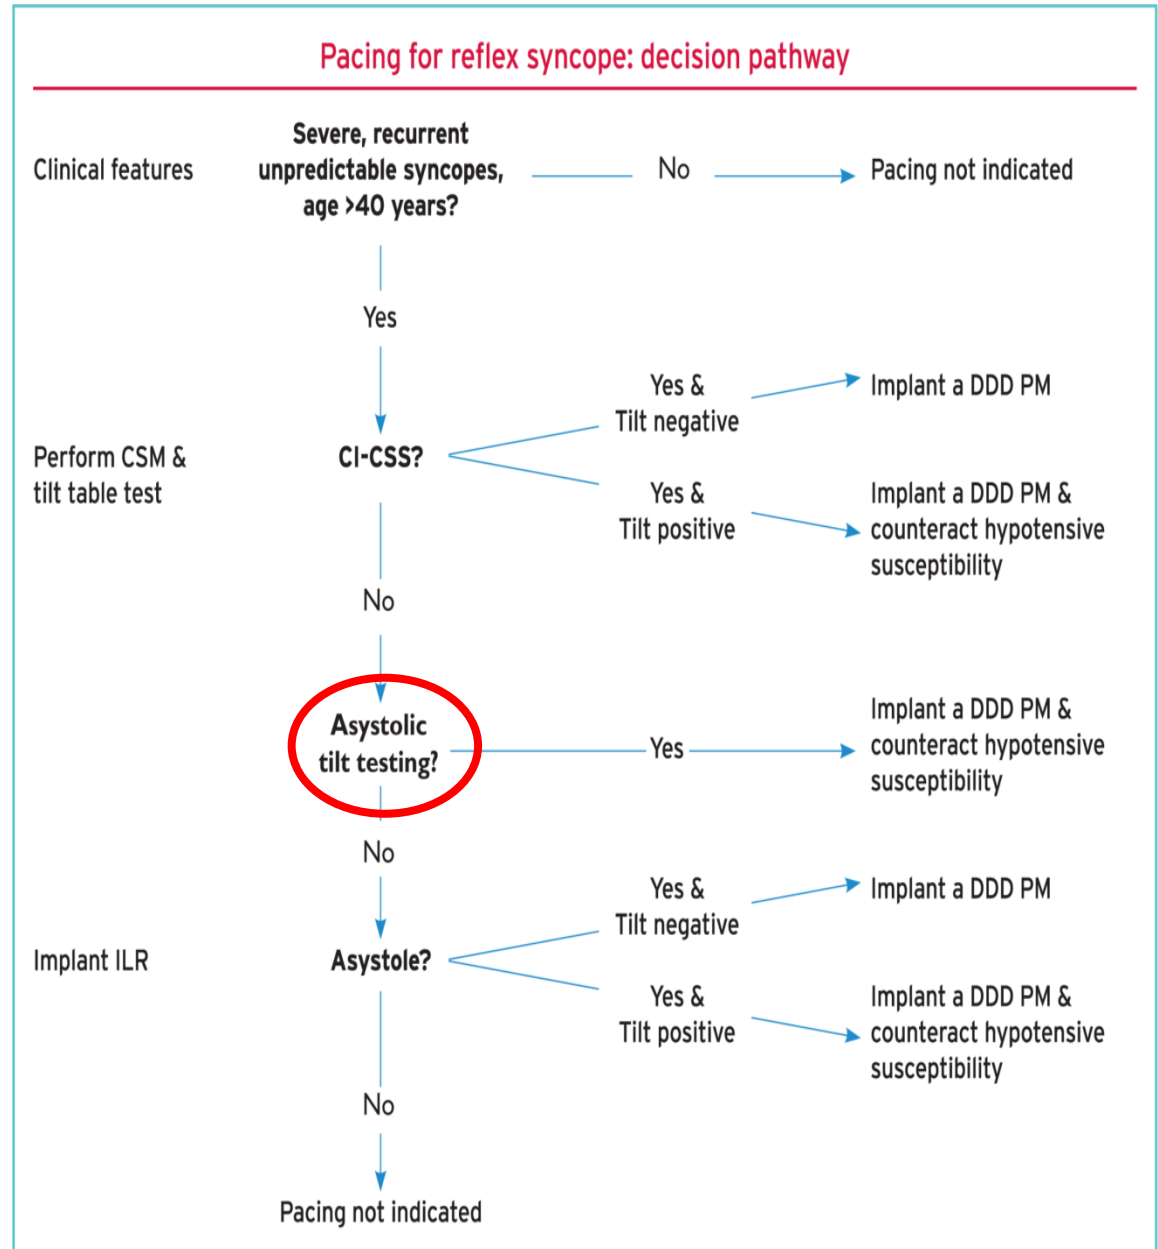 Pacing for reflex syncope: decision pathway
Clinical features
Severe, recurrent
unpredictable syncopes,
age >40 years?
No
Pacing not indicated
Yes
Perform CSM &
tilt table test
CI-CSS?
Yes &
Tilt negative
Implant a DDD PM
Yes &
Tilt positive
Implant a DDD PM &
counteract hypotensive
susceptibility
No
Asystolic
tilt testing?
Yes
Implant a DDD PM &
counteract hypotensive
susceptibility
No
Implant ILR
Asystole?
Yes &
Tilt negative
Implant a DDD PM
Yes &
Tilt positive
Implant a DDD PM &
counteract hypotensive
susceptibility
No
Pacing not indicated